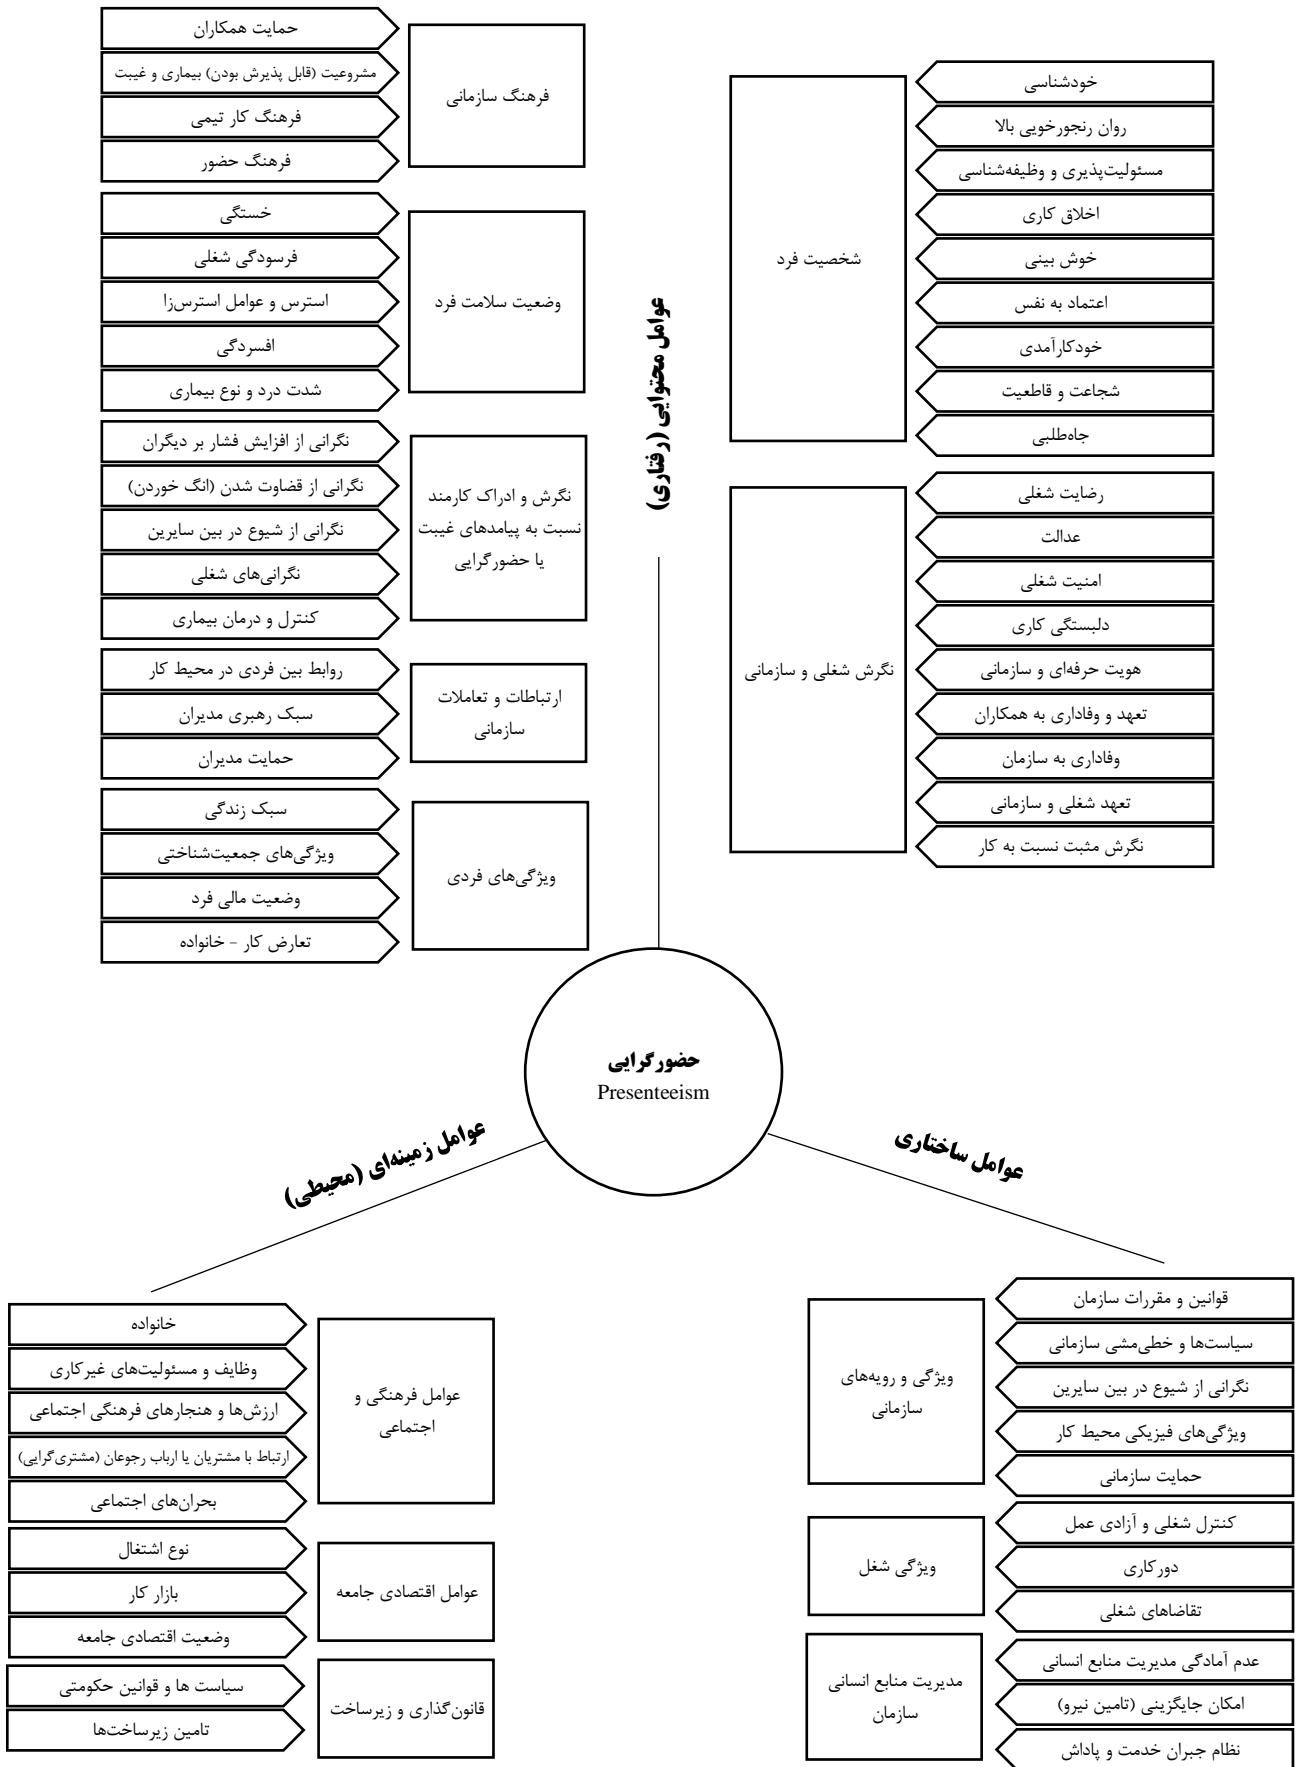 حمایت همکاران
مشروعیت (قابل پذیرش بودن) بیماری و غیبت
فرهنگ کار تیمی
فرهنگ حضور
فرهنگ سازمانی
خستگی
فرسودگی شغلی
استرس و عوامل استرس‌زا
افسردگی
شدت درد و نوع بیماری
وضعیت سلامت فرد
نگرانی از افزایش فشار بر دیگران
نگرانی از قضاوت شدن (انگ خوردن)
نگرانی از شیوع در بین سایرین
نگرانی‌های شغلی
کنترل و درمان بیماری
نگرش و ادراک کارمند
نسبت به پیامدهای غیبت
یا حضورگرایی
روابط بین فردی در محیط کار
سبک رهبری مدیران
حمایت مدیران
ارتباطات و تعاملات
سازمانی
سبک زندگی
ویژگی‌های جمعیت‌شناختی
وضعیت مالی فرد
تعارض کار - خانواده
ویژگی‌های فردی
عوامل محتوایی (رفتاری)
خودشناسی
روان رنجورخویی بالا
مسئولیت‌پذیری و وظیفه‌شناسی
اخلاق کاری
خوش بینی
اعتماد به نفس
خودکارآمدی
شجاعت و قاطعیت
جاه‌طلبی
شخصیت فرد
رضایت شغلی
عدالت
امنیت شغلی
دلبستگی کاری
هویت حرفه‌ای و سازمانی
تعهد و وفاداری به همکاران
وفاداری به سازمان
تعهد شغلی و سازمانی
نگرش مثبت نسبت به کار
نگرش شغلی و سازمانی
حضورگرایی
Presenteeism
عوامل زمینه‌ای (محیطی)
عوامل ساختاری
خانواده
وظایف و مسئولیت‌های غیرکاری
ارزش‌ها و هنجارهای فرهنگی اجتماعی
ارتباط با مشتریان یا ارباب رجوعان (مشتری‌گرایی)
بحران‌های اجتماعی
عوامل فرهنگی و
اجتماعی
نوع اشتغال
بازار کار
وضعیت اقتصادی جامعه
عوامل اقتصادی جامعه
سیاست ها و قوانین حکومتی
تامین زیرساخت‌ها
قانون‌گذاری و زیرساخت
قوانین و مقررات سازمان
سیاست‌ها و خطی‌مشی سازمانی
نگرانی از شیوع در بین سایرین
ویژگی‌های فیزیکی محیط کار
حمایت سازمانی
ویژگی و رویه‌های
سازمانی
کنترل شغلی و آزادی عمل
دورکاری
تقاضاهای شغلی
ویژگی شغل
عدم آمادگی مدیریت منابع انسانی
امکان جایگزینی (تامین نیرو)
نظام جبران خدمت و پاداش
مدیریت منابع انسانی
سازمان